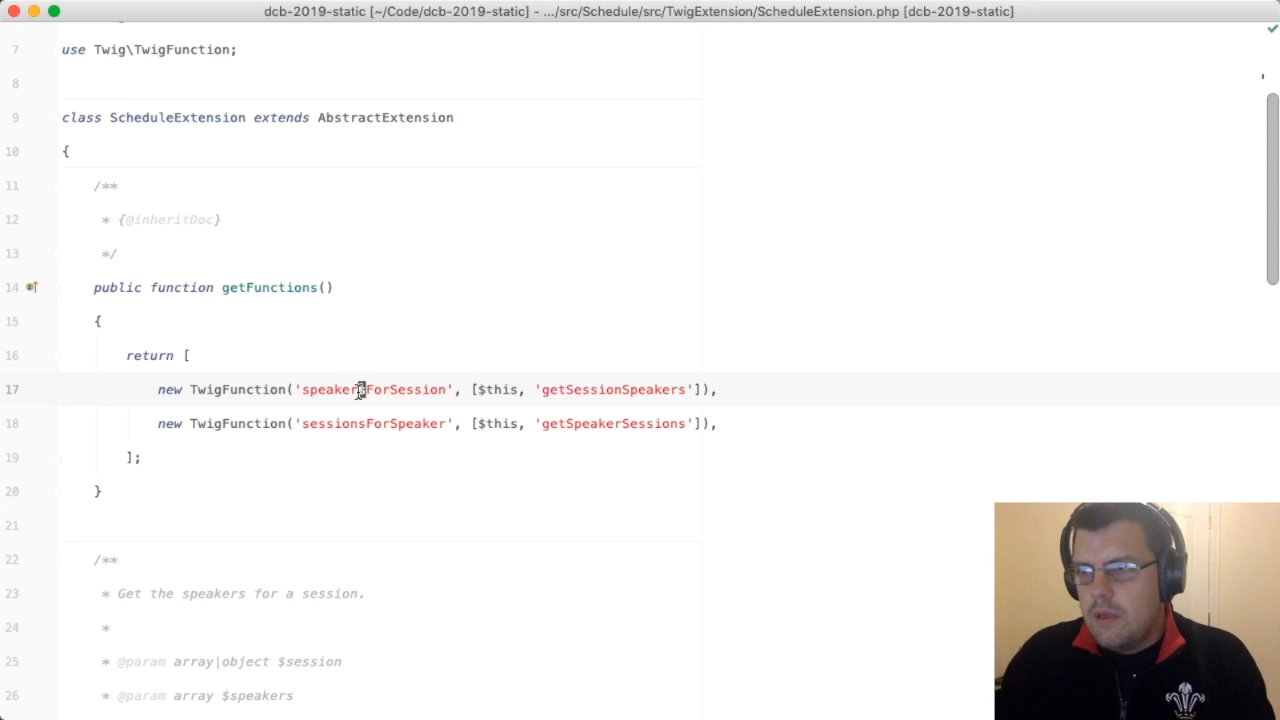 dcb-2019-static [~/Code/dcb-2019-static] - .../src/Schedule/src/TwigExtension/ScheduleExtension.php [dcb-2019-static]
7 use Twig\TwigFunction;
8
9 class ScheduleExtension extends AbstractExtension
10 {
11 /**
12 * {@inheritDoc}
13 */
14 public function getFunctions()
15 {
16 return [
17 new TwigFunction('speakersForSession', [$this, 'getSessionSpeakers']),
18 new TwigFunction('sessionsForSpeaker', [$this, 'getSpeakerSessions']),
19 ];
20 }
21
22 /**
23 * Get the speakers for a session.
24 *
25 * @param array|object $session
26 * @param array $speakers